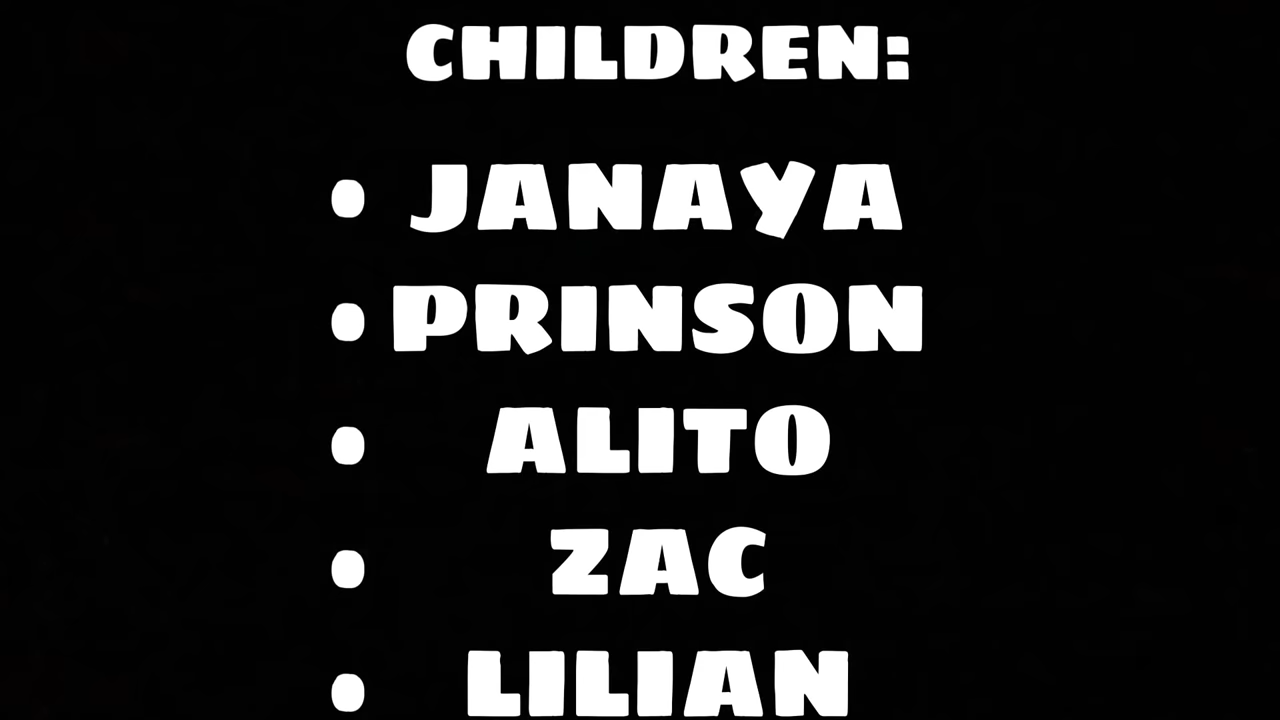 CHILDREN:
• JANAYA
• PRINSON
• ALITO
• ZAC
• LILIAN